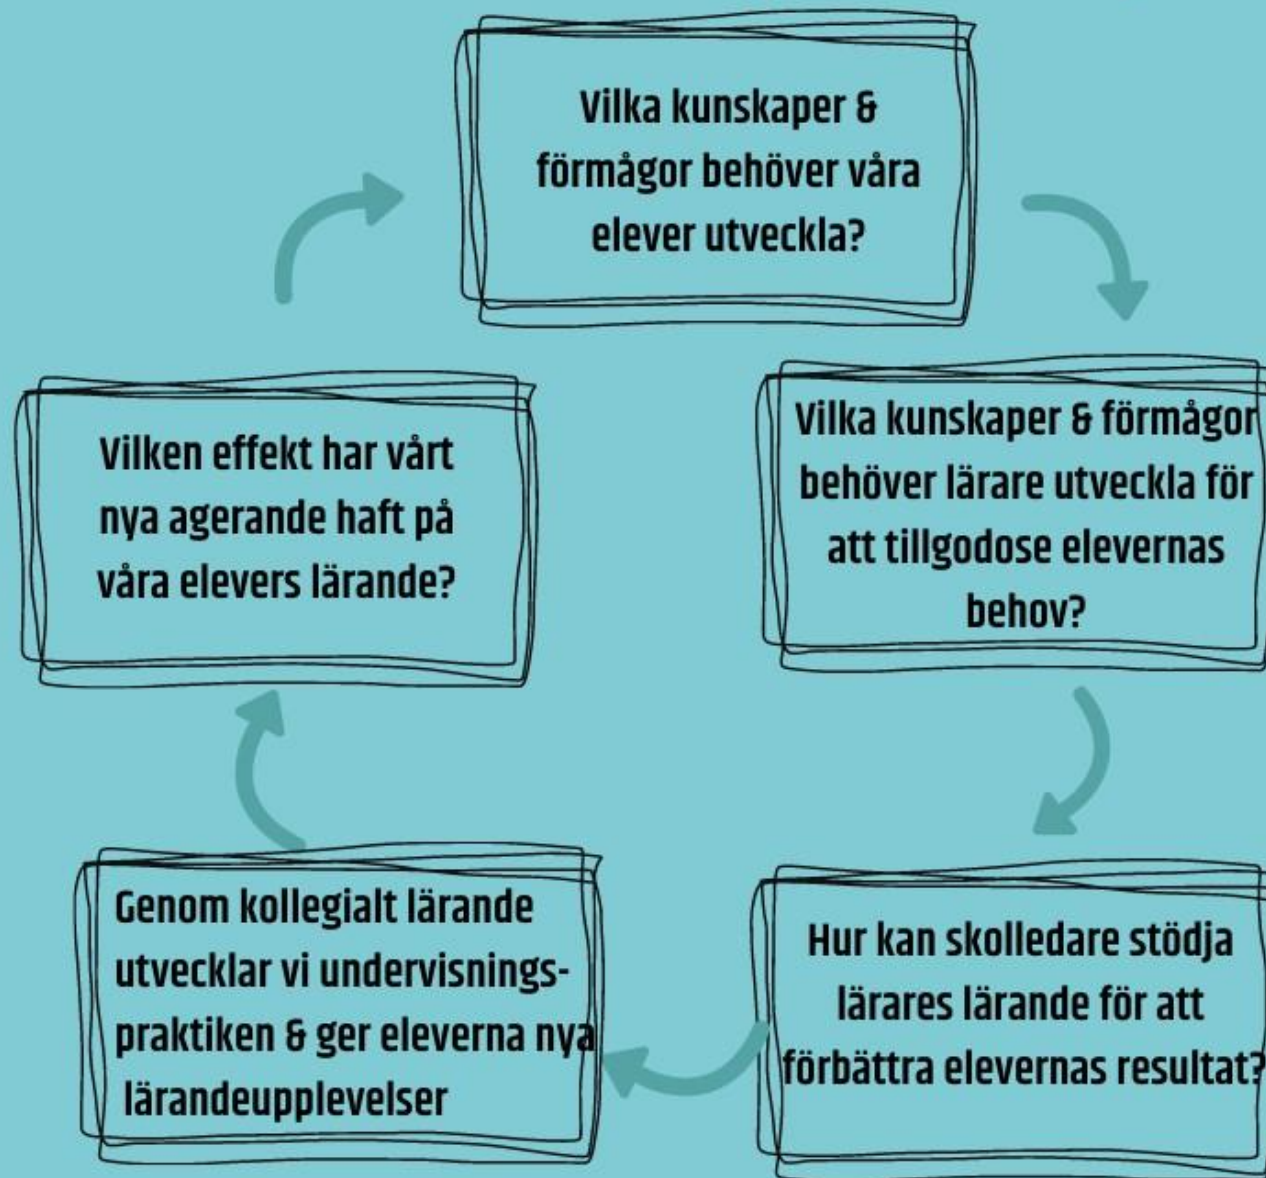 Vilka kunskaper &
förmågor behöver våra
elever utveckla?
Vilka kunskaper & förmågor
behöver lärare utveckla för
att tillgodose elevernas
behov?
Hur kan skolledare stödja
lärares lärande för att
förbättra elevernas resultat?
Genom kollegialt lärande
utvecklar vi undervisnings-
praktiken & ger eleverna nya
lärandeupplevelser
Vilken effekt har vårt
nya agerande haft på
våra elevers lärande?